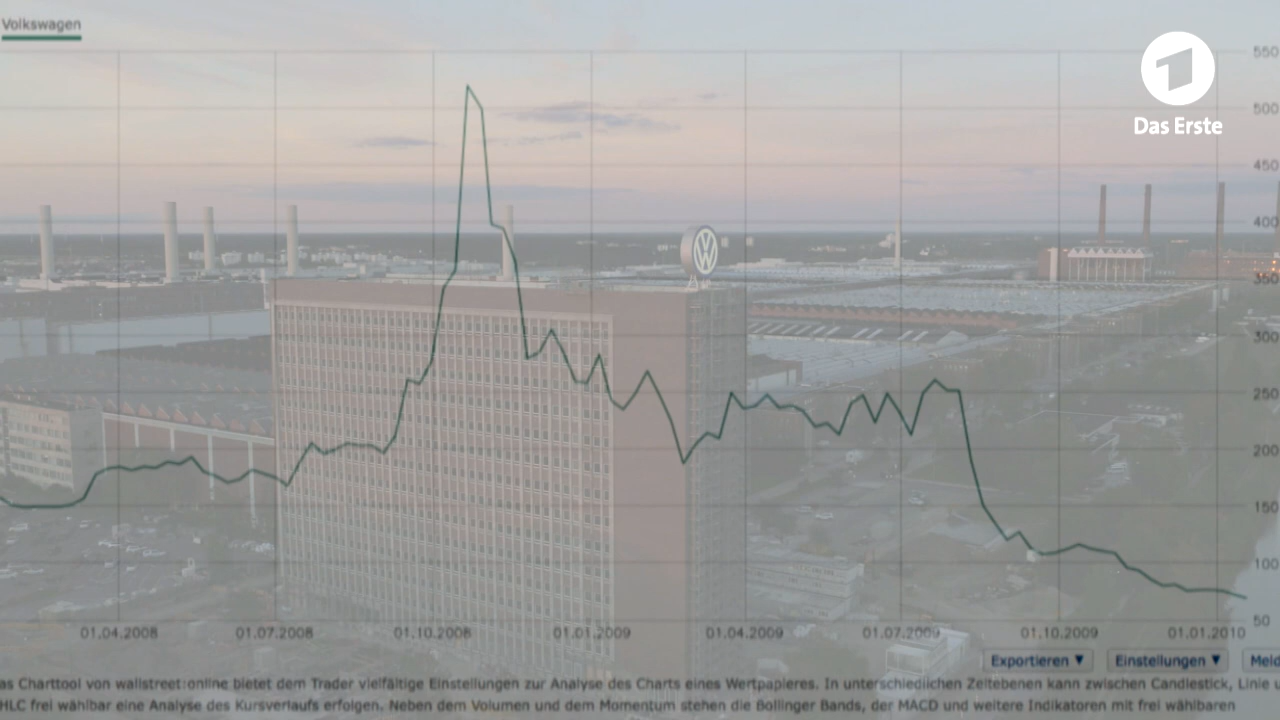 Volkswagen
Das Erste
550
500
450
400
350
300
250
200
150
100
50
01.04.2008
01.07.2008
01.10.2008
01.01.2009
01.04.2009
01.07.2009
01.10.2009
01.01.2010
Exportieren ▼
Einstellungen ▼
Meld
as Charttool von wallstreet:online bietet dem Trader vielfältige Einstellungen zur Analyse des Charts eines Wertpapieres. In unterschiedlichen Zeitebenen kann zwischen Candlestick, Linie u
HLC frei wählbar eine Analyse des Kursverlaufs erfolgen. Neben dem Volumen und dem Momentum stehen die Bollinger Bands, der MACD und weitere Indikatoren mit frei wählbaren